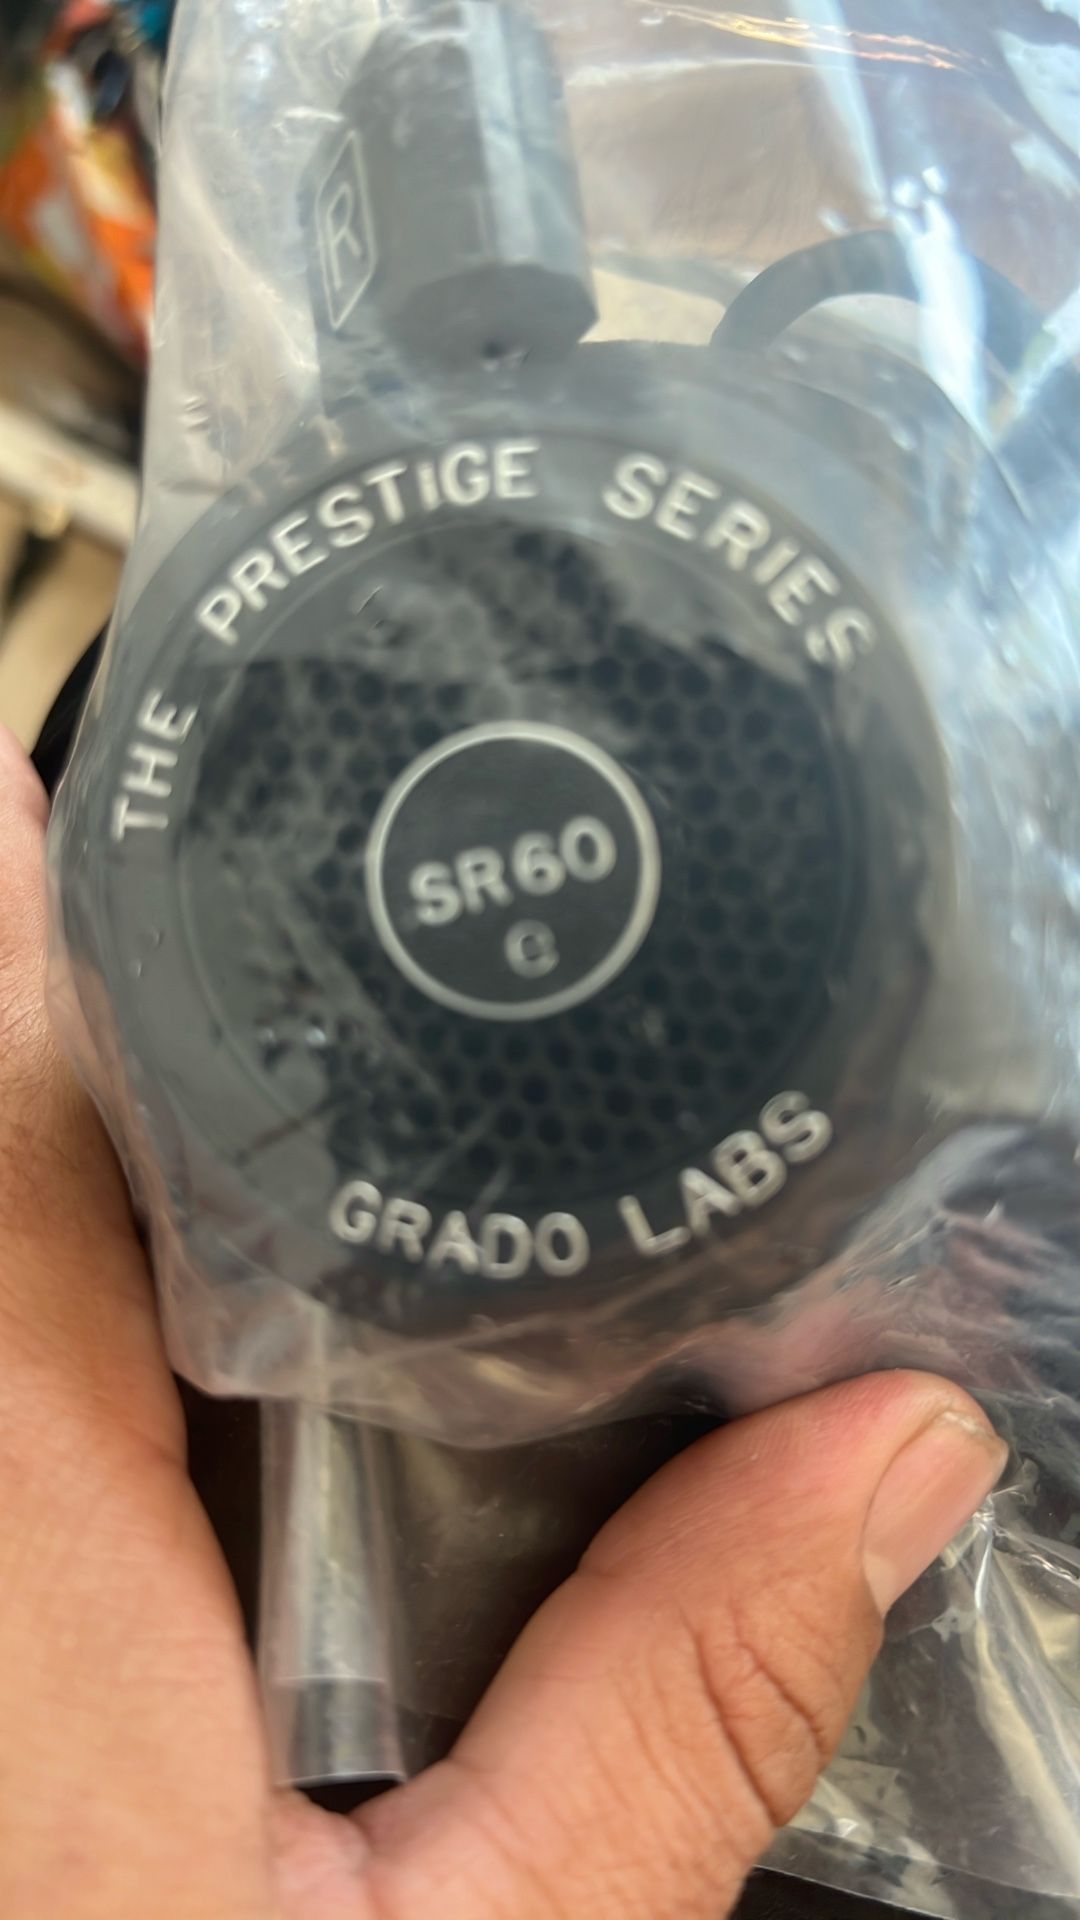 R
THE PRESTIGE SERIES
SR60
GRADO LABS